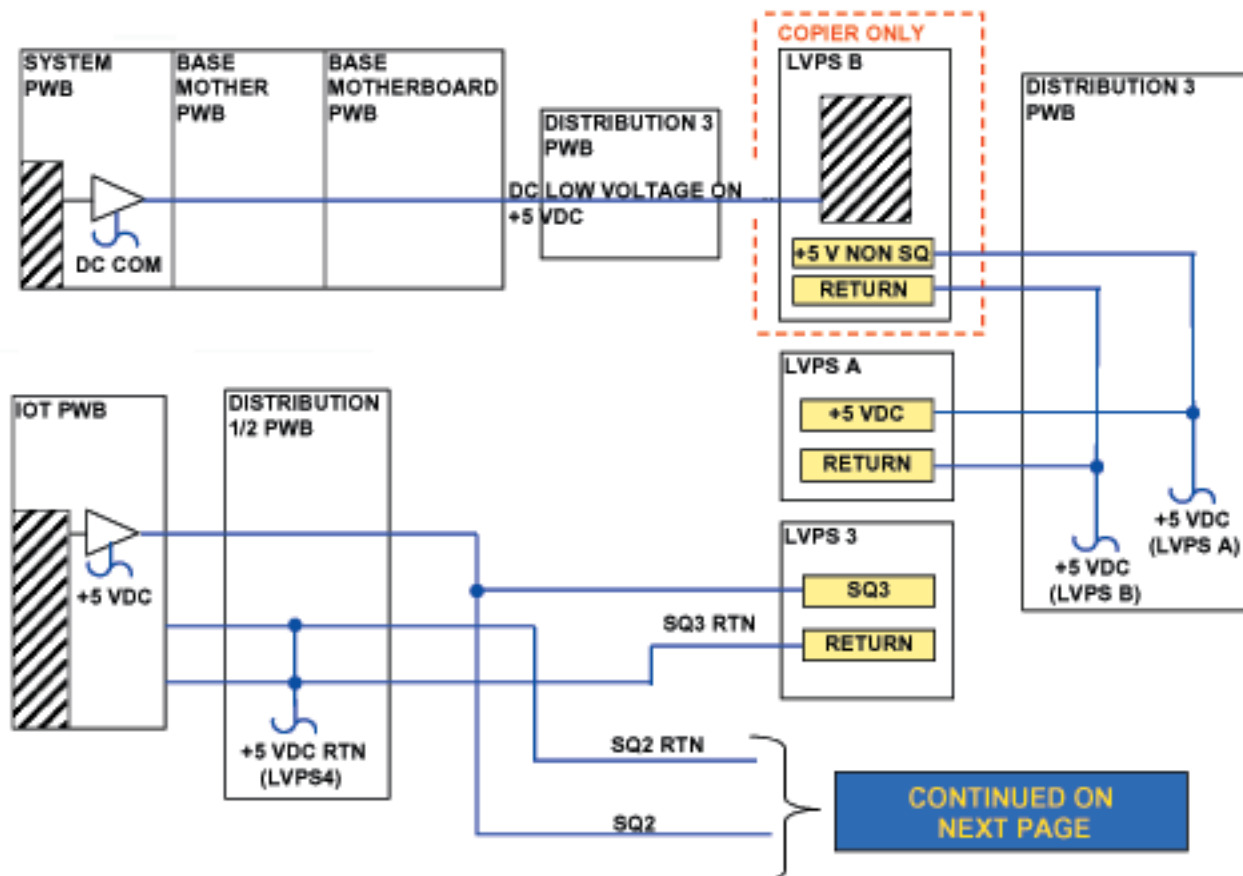 COPIER ONLY
SYSTEM
PWB
BASE
MOTHER
PWB
BASE
MOTHERBOARD
PWB
LVPS B
DISTRIBUTION 3
PWB
DISTRIBUTION 3
PWB
DC LOW VOLTAGE ON
+5 VDC
DC COM
+5 V NON SQ
RETURN
LVPS A
+5 VDC
RETURN
IOT PWB
DISTRIBUTION
1/2 PWB
+5 VDC
(LVPS A)
+5 VDC
(LVPS B)
LVPS 3
+5 VDC
SQ3
SQ3 RTN
RETURN
+5 VDC RTN
(LVPS4)
SQ2 RTN
SQ2
CONTINUED ON
NEXT PAGE